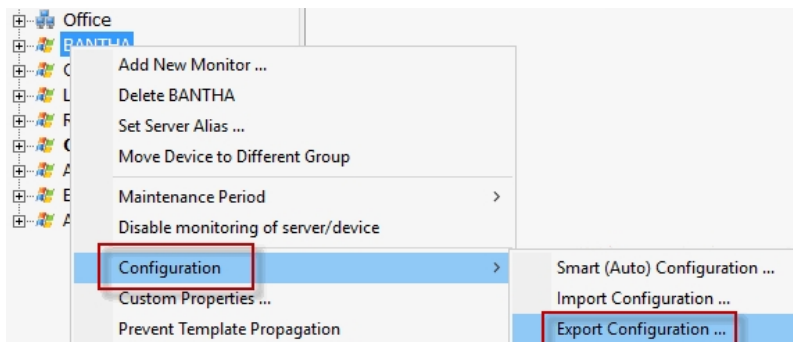 Office
BANTHA
Add New Monitor ...
Delete BANTHA
Set Server Alias ...
Move Device to Different Group
Maintenance Period
Disable monitoring of server/device
Configuration
Smart (Auto) Configuration ...
Custom Properties ...
Import Configuration ...
Prevent Template Propagation
Export Configuration ...